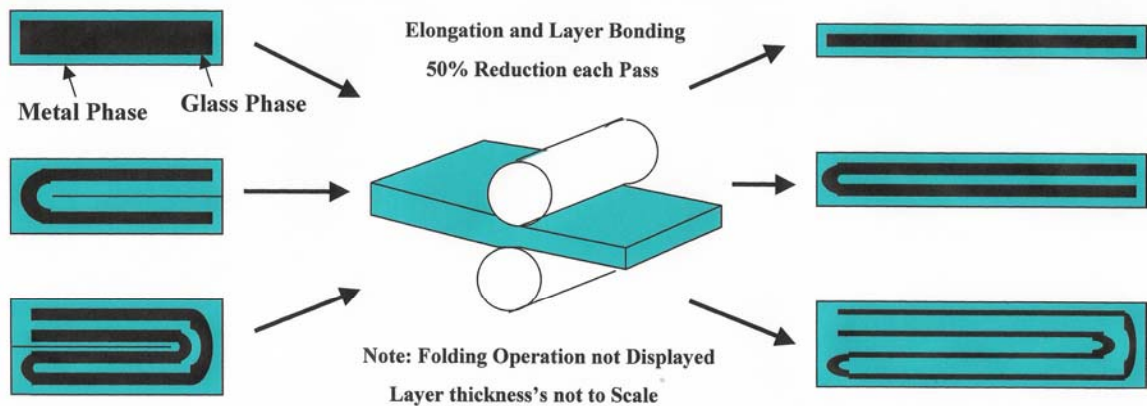 Elongation and Layer Bonding
50% Reduction each Pass
Glass Phase
Metal Phase
Note: Folding Operation not Displayed
Layer thickness's not to Scale